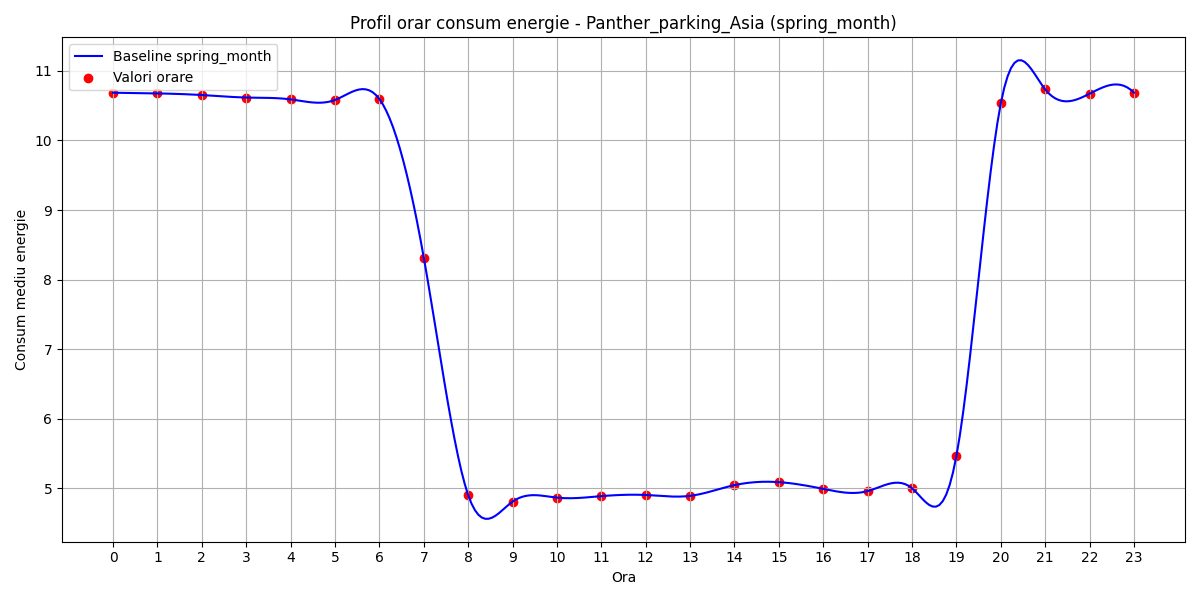 Profil orar consum energie - Panther_parking_Asia (spring_month)
Baseline spring_month
Valori orare
Consum mediu energie
11
10
9
8
7
6
5
0 1 2 3 4 5 6 7 8 9 10 11 12 13 14 15 16 17 18 19 20 21 22 23
Ora